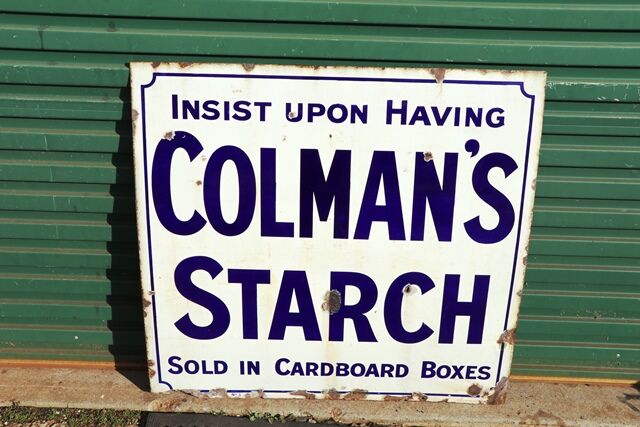 Insist upon Having
Colman's
Starch
Sold in Cardboard Boxes